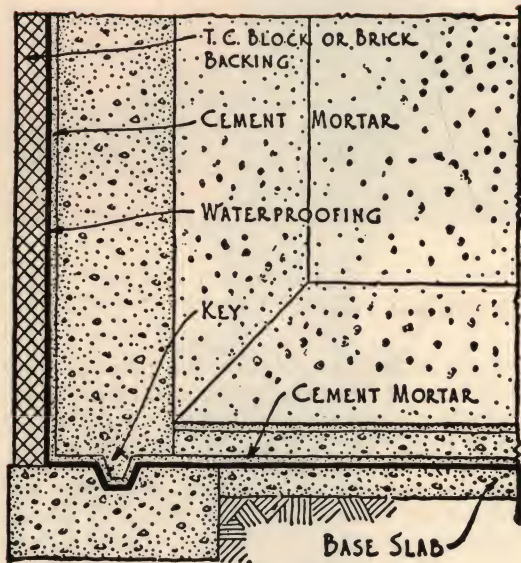 T.C. BLOCK OR BRICK
BACKING
CEMENT MORTAR
WATERPROOFING
KEY
CEMENT MORTAR
BASE SLAB